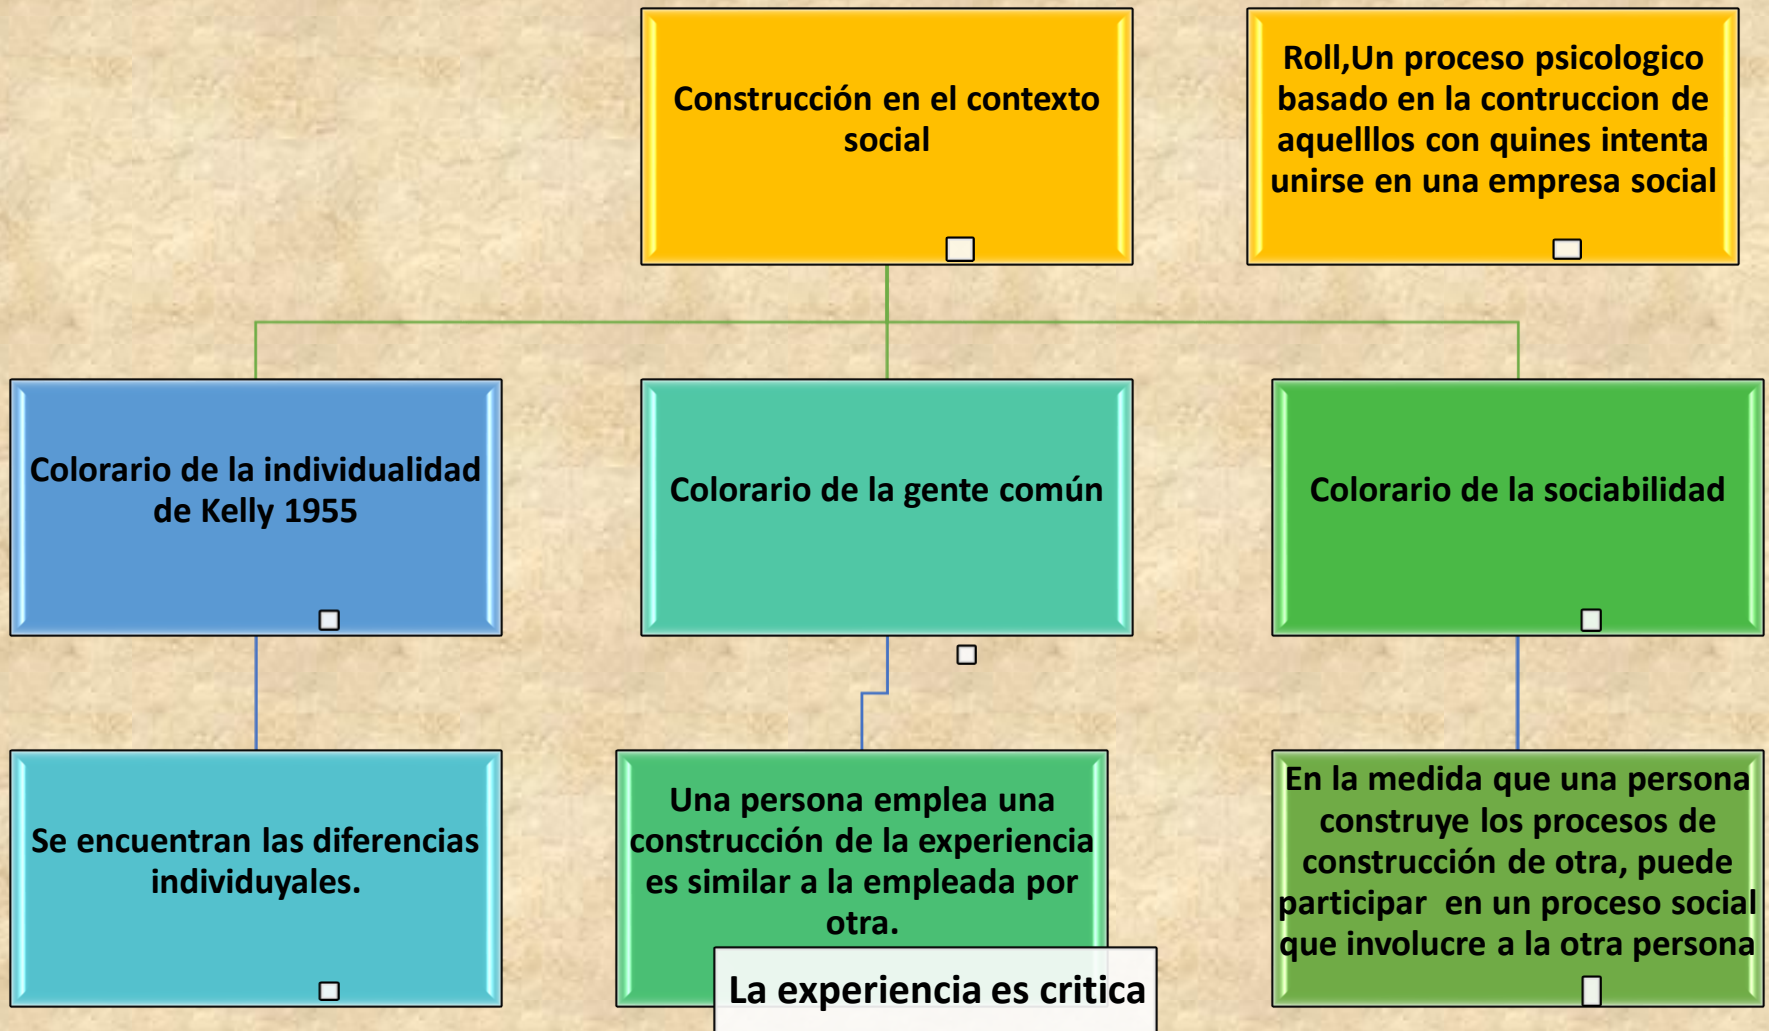 Construcción en el contexto
social
Roll,Un proceso psicologico
basado en la contruccion de
aquelllos con quines intenta
unirse en una empresa social
Colorario de la individualidad
de Kelly 1955
Colorario de la gente común
Colorario de la sociabilidad
Se encuentran las diferencias
individuyales.
Una persona emplea una
construcción de la experiencia
es similar a la empleada por
otra.
La experiencia es critica
En la medida que una persona
construye los procesos de
construcción de otra, puede
participar en un proceso social
que involucre a la otra persona